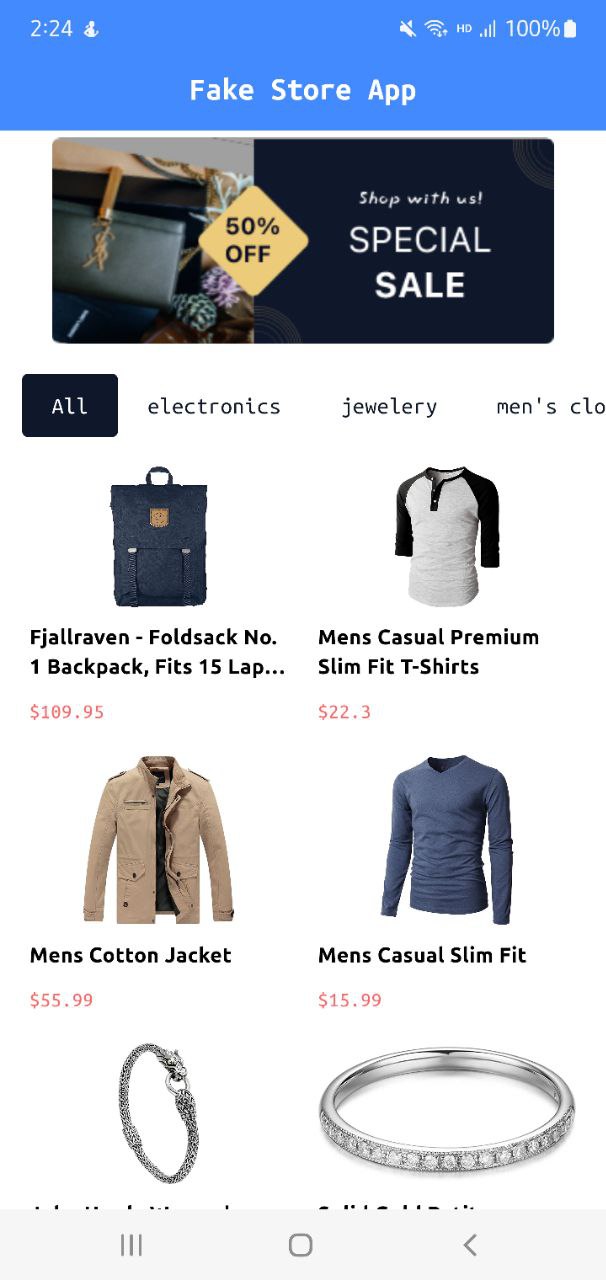 2:24
HD
100%
Fake Store App
50%
OFF
Shop with us!
SPECIAL
SALE
All
electronics
jewelery
men's clo
Fjallraven - Foldsack No.
1 Backpack, Fits 15 Lap...
$109.95
Mens Casual Premium
Slim Fit T-Shirts
$22.3
Mens Cotton Jacket
$55.99
Mens Casual Slim Fit
$15.99